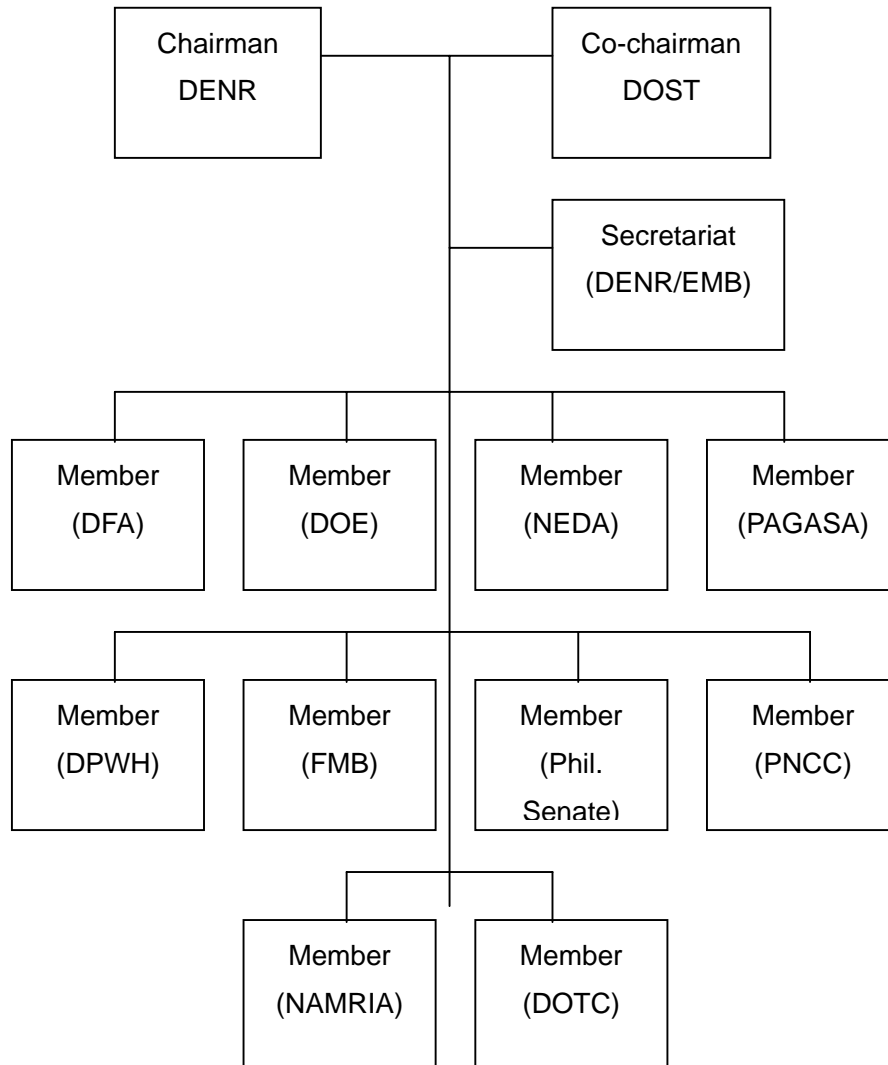 Chairman
DENR
Co-chairman
DOST
Secretariat
(DENR/EMB)
Member
(DFA)
Member
(DOE)
Member
(NEDA)
Member
(PAGASA)
Member
(DPWH)
Member
(FMB)
Member
(Phil.
Senate)
Member
(PNCC)
Member
(NAMRIA)
Member
(DOTC)